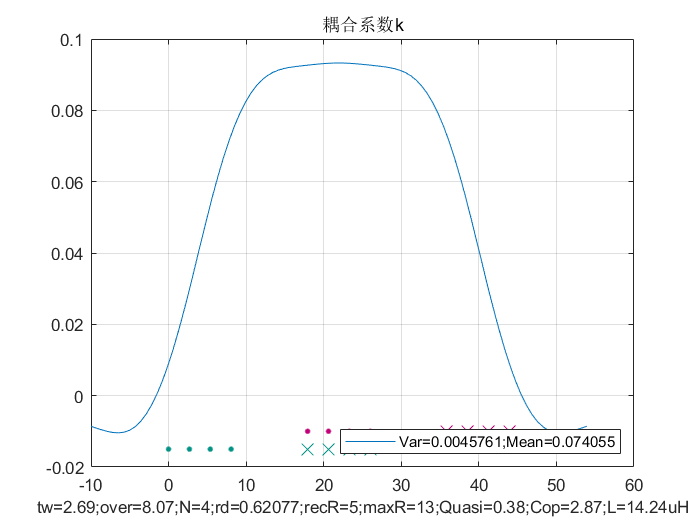 耦合系数k
0.1
0.08
0.06
0.04
0.02
0
-0.02
-10 0 10 20 30 40 50 60
Var=0.0045761;Mean=0.074055
tw=2.69;over=8.07;N=4;rd=0.62077;recR=5;maxR=13;Quasi=0.38;Cop=2.87;L=14.24uH